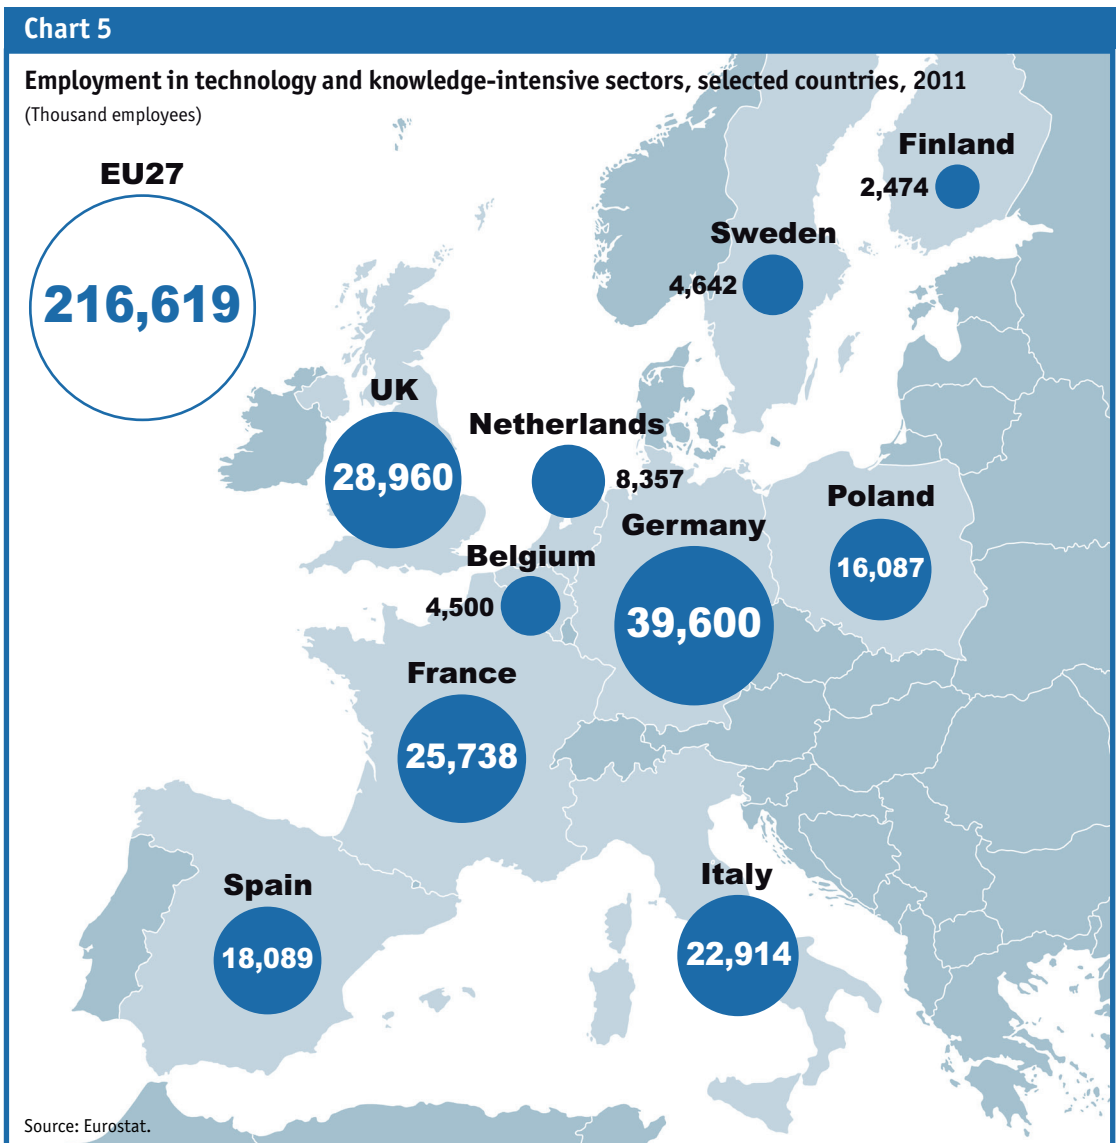 Chart 5
Employment in technology and knowledge-intensive sectors, selected countries, 2011
(Thousand employees)
EU27
216,619
Finland
2,474
Sweden
4,642
UK
28,960
Netherlands
8,357
Germany
39,600
Poland
16,087
Belgium
4,500
France
25,738
Spain
18,089
Italy
22,914
Source: Eurostat.